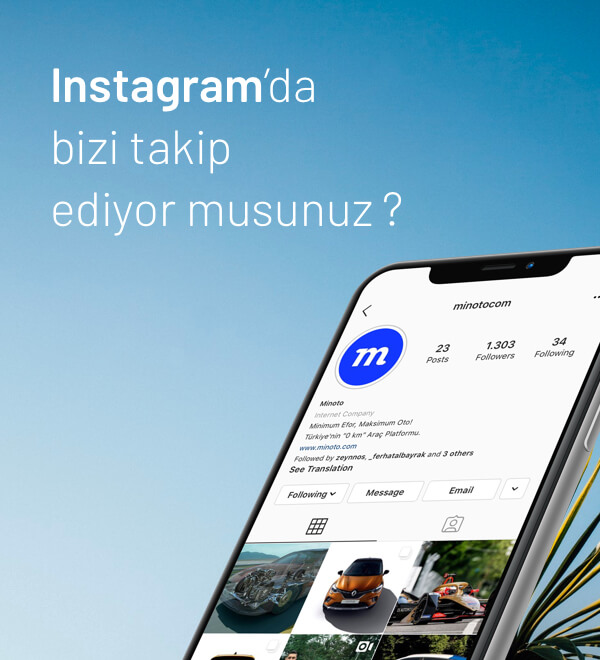 Instagram'da
bizi takip
ediyor musunuz ?
minotocom
m
23
Posts
1.303
Followers
34
Following
Minoto
Internet Company
Minimum Efor, Maksimum Oto!
Türkiye'nin "0 km" Araç Platformu.
www.minoto.com
Followed by zeynnos, _ferhatalbayrak and 3 others
See Translation
Following
Message
Email